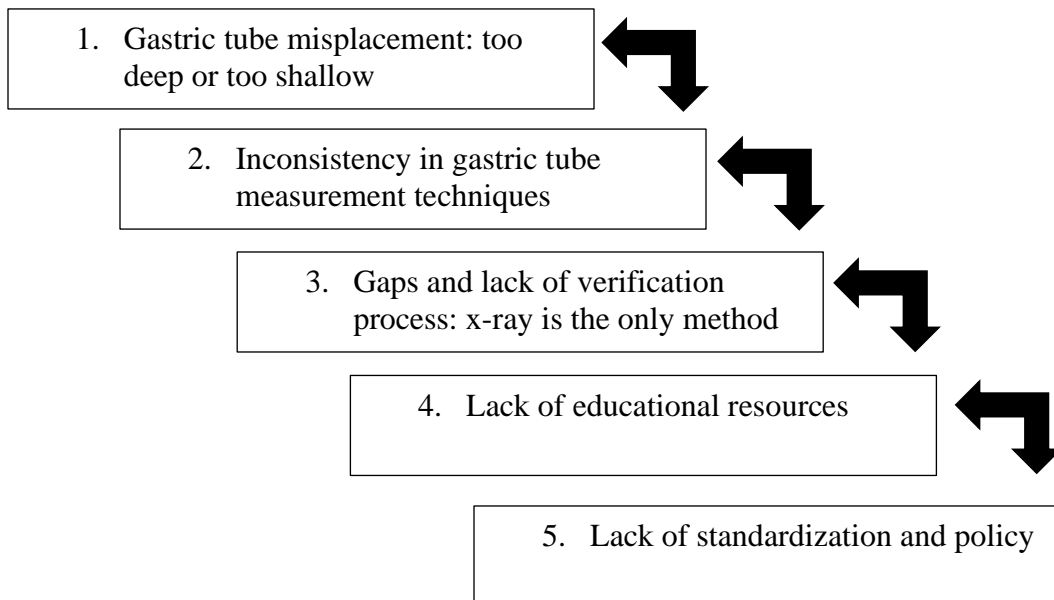 1. Gastric tube misplacement: too
deep or too shallow
2. Inconsistency in gastric tube
measurement techniques
3. Gaps and lack of verification
process: x-ray is the only method
4. Lack of educational resources
5. Lack of standardization and policy